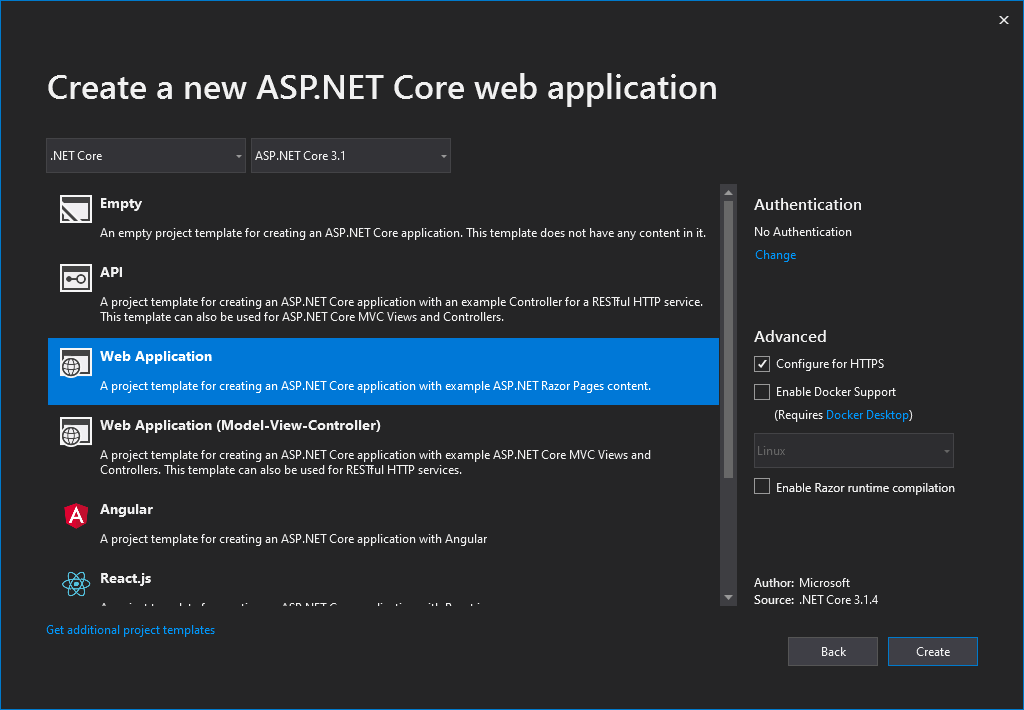 Create a new ASP.NET Core web application
.NET Core
ASP.NET Core 3.1
Empty
An empty project template for creating an ASP.NET Core application. This template does not have any content in it.
API
A project template for creating an ASP.NET Core application with an example Controller for a RESTful HTTP service.
This template can also be used for ASP.NET Core MVC Views and Controllers.
Web Application
A project template for creating an ASP.NET Core application with example ASP.NET Razor Pages content.
Web Application (Model-View-Controller)
A project template for creating an ASP.NET Core application with example ASP.NET Core MVC Views and
Controllers. This template can also be used for RESTful HTTP services.
Angular
A project template for creating an ASP.NET Core application with Angular
React.js
Get additional project templates
Authentication
No Authentication
Change
Advanced
Configure for HTTPS
Enable Docker Support
(Requires Docker Desktop)
Linux
Enable Razor runtime compilation
Author: Microsoft
Source: .NET Core 3.1.4
Back
Create